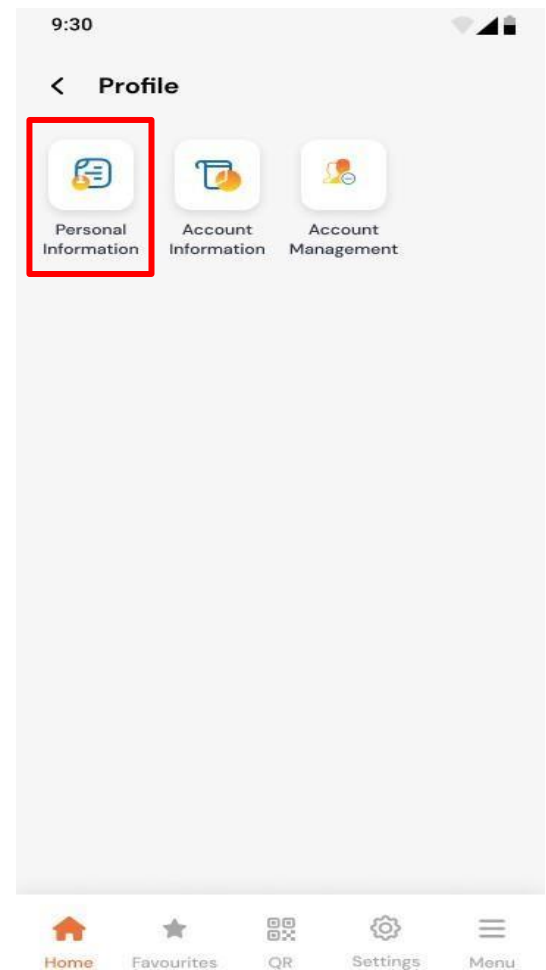 9:30
Profile
Personal Information
Account Information
Account Management
Home Favourites QR Settings Menu